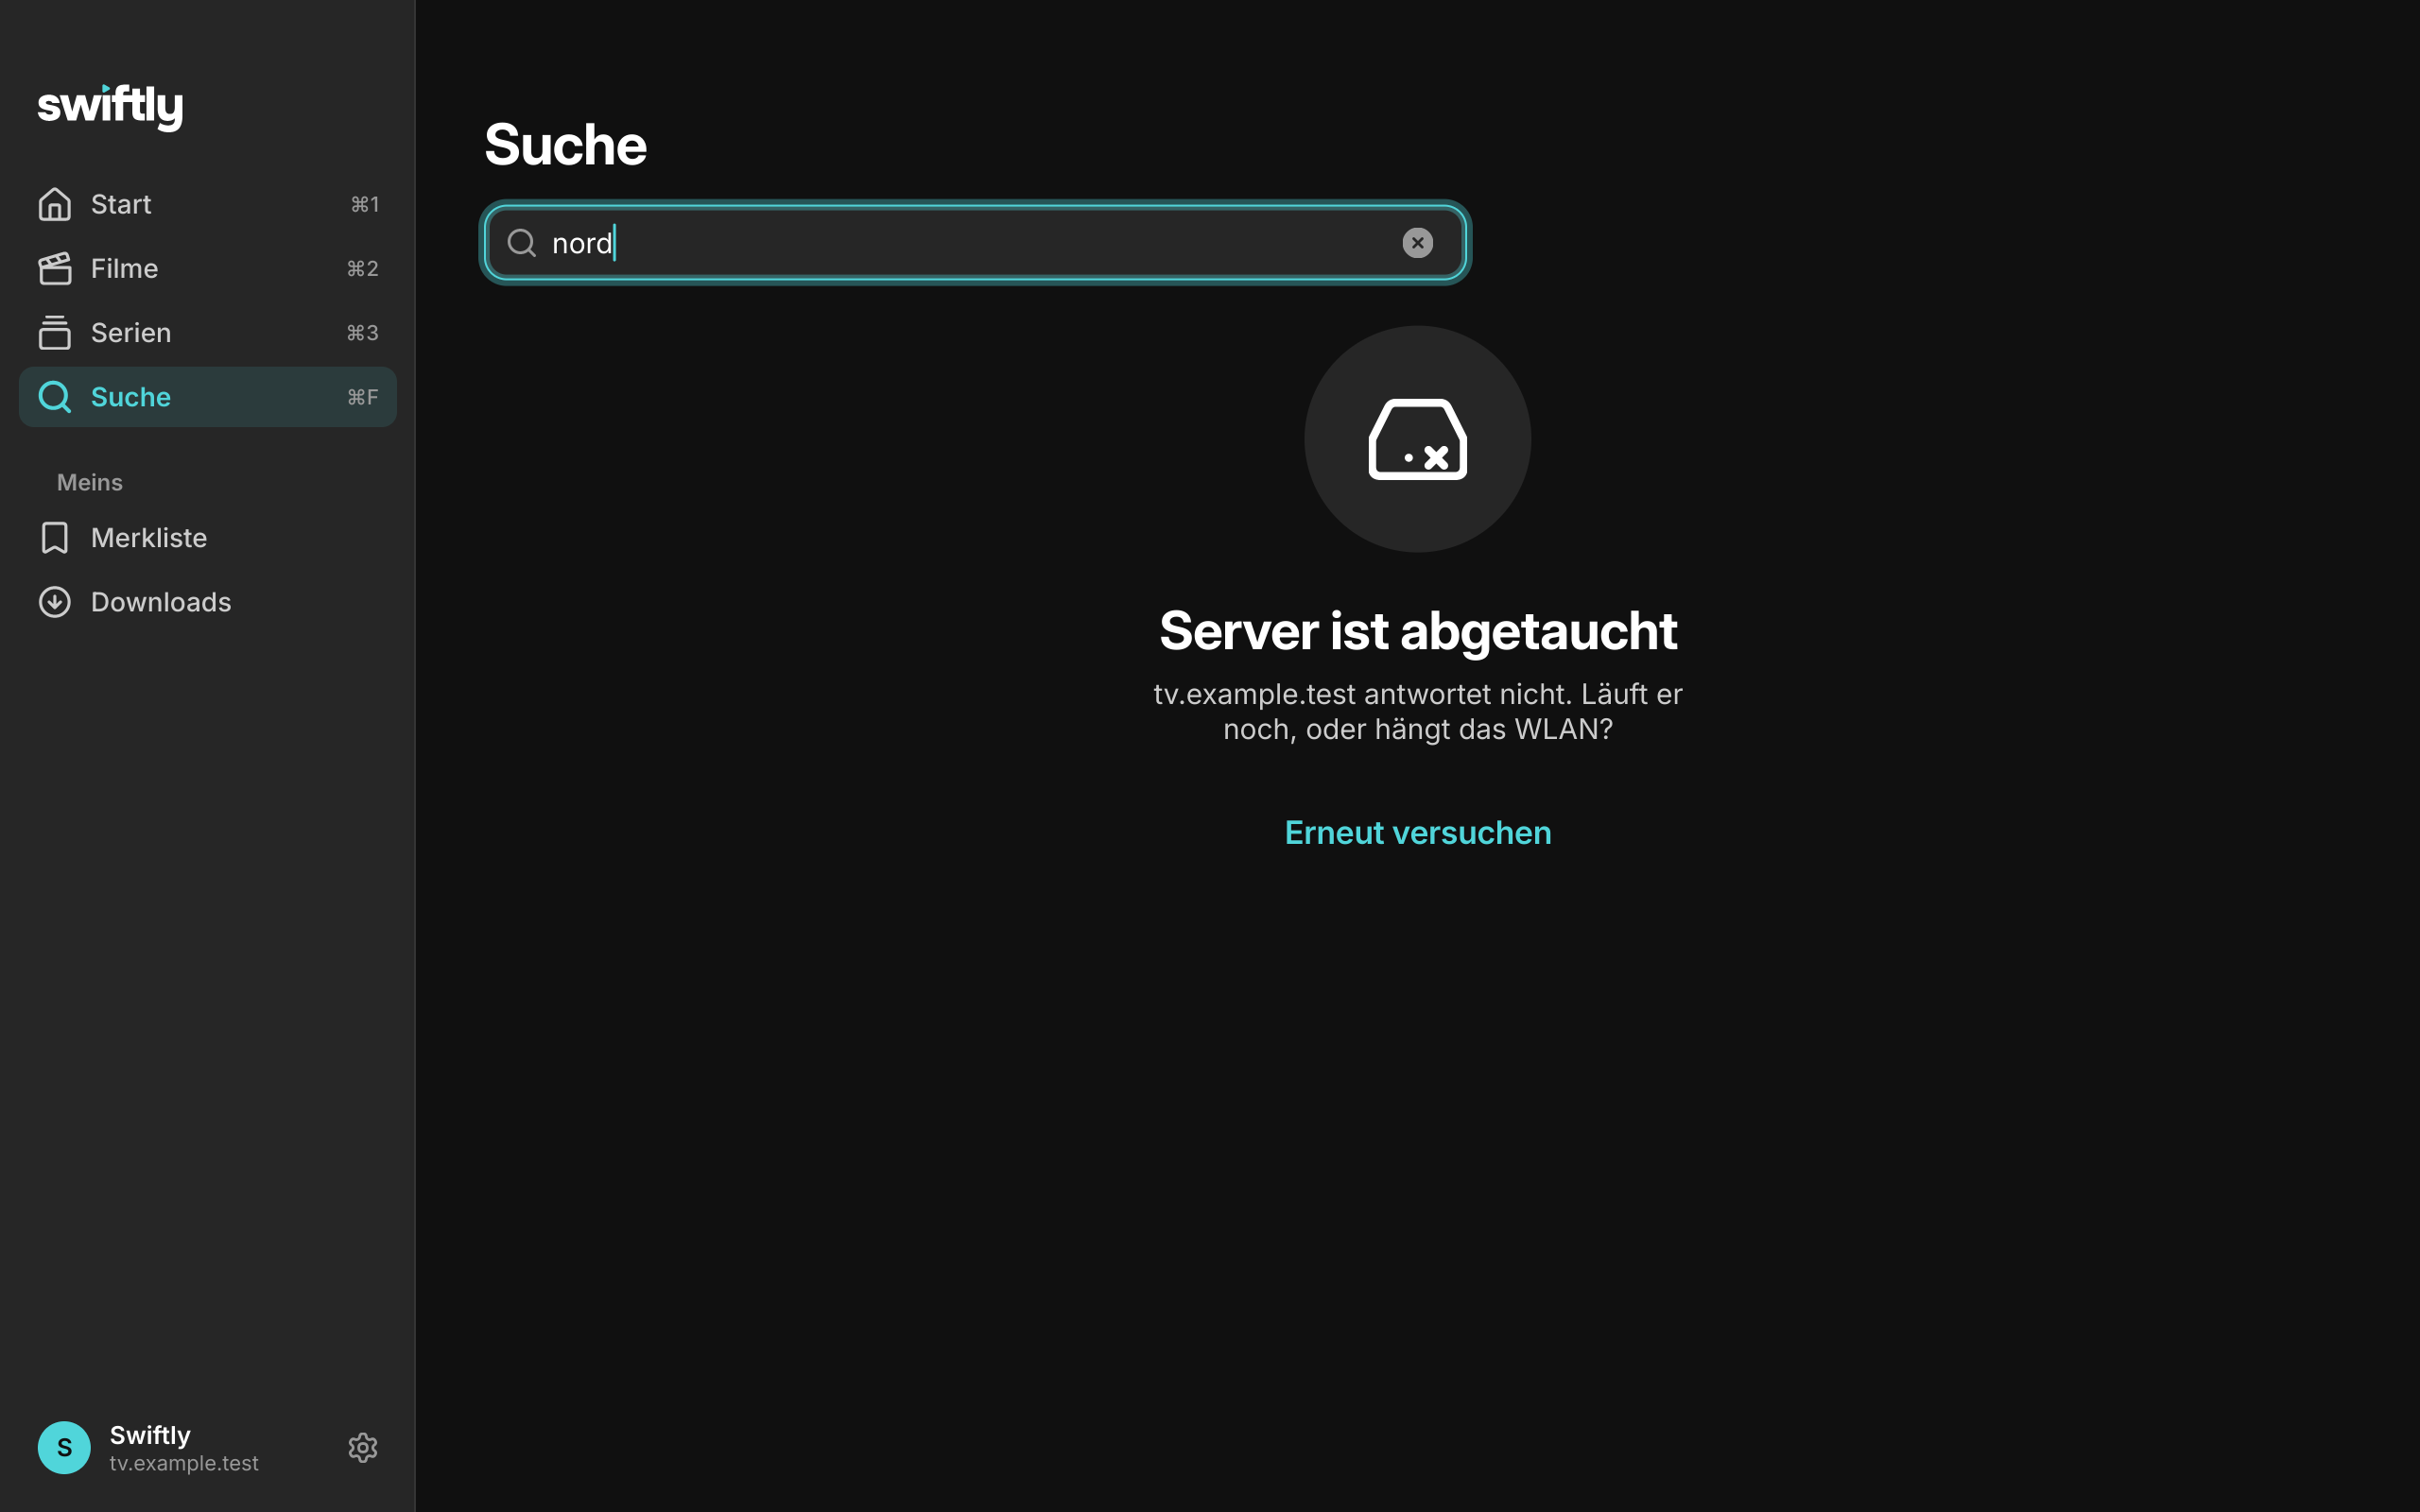 swiftly
Start ⌘1
Filme ⌘2
Serien ⌘3
Suche ⌘F
Meins
Merkliste
Downloads
Swiftly
tv.example.test
S
Suche
nord
Server ist abgetaucht
tv.example.test antwortet nicht. Läuft er
noch, oder hängt das WLAN?
Erneut versuchen